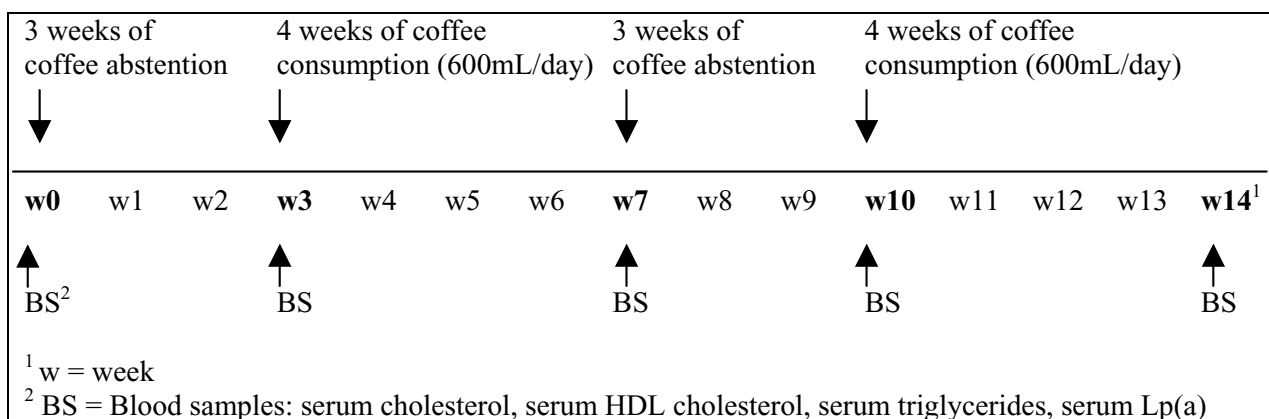 3 weeks of 4 weeks of coffee 3 weeks of 4 weeks of coffee
coffee abstention consumption (600mL/day) coffee abstention consumption (600mL/day)
w0 w1 w2 w3 w4 w5 w6 w7 w8 w9 w10 w11 w12 w13 w14¹
BS² BS BS BS BS
¹ w = week
² BS = Blood samples: serum cholesterol, serum HDL cholesterol, serum triglycerides, serum Lp(a)